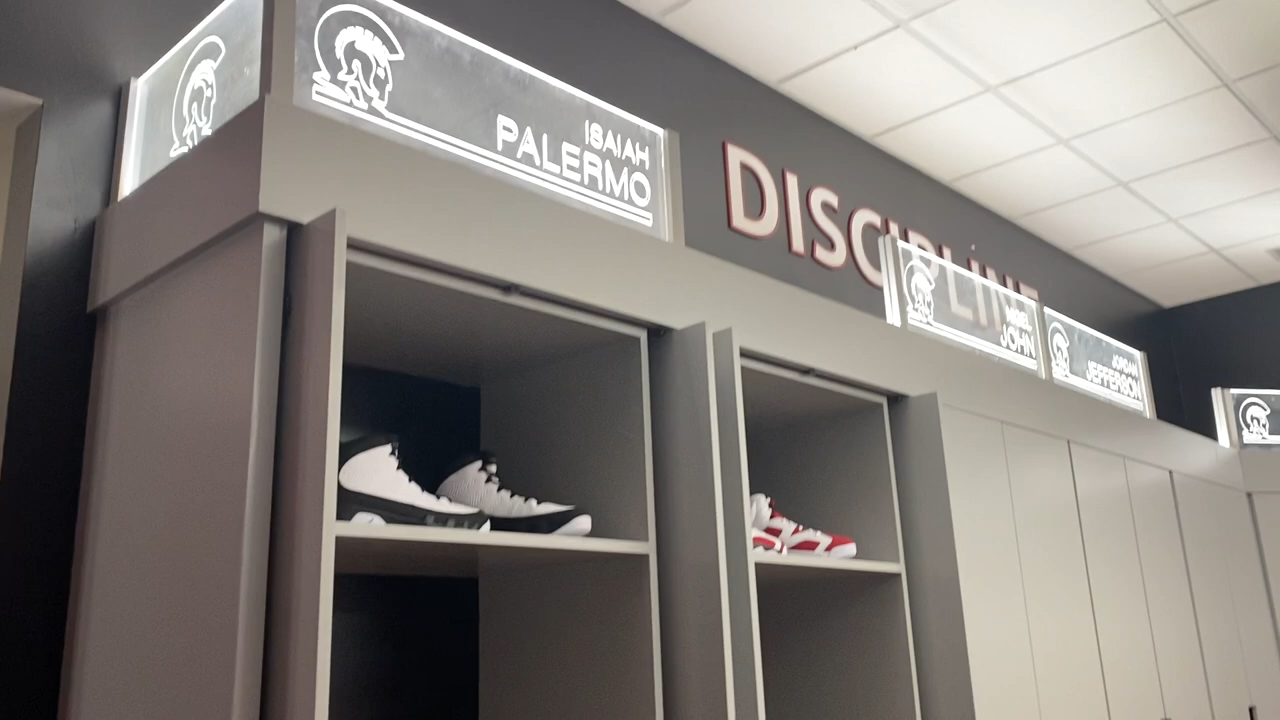 ISAIAH
PALERMO
DISCIPLINE
JOHN
JORDAN
JEFFERSON